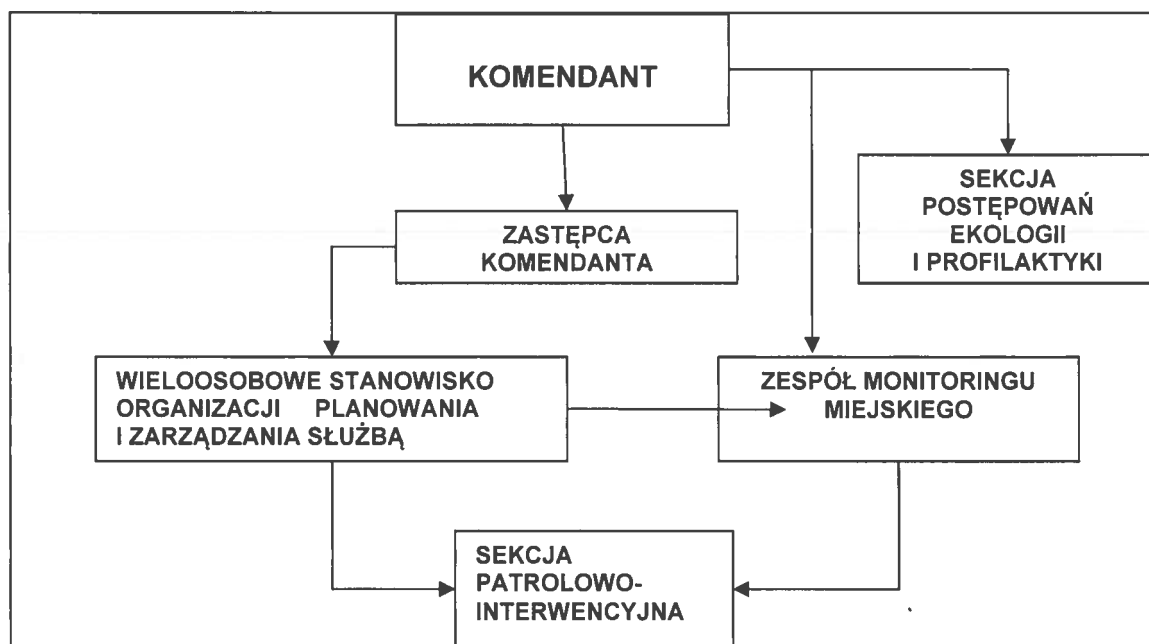 KOMENDANT
SEKCJA
POSTĘPOWAŃ
EKOLOGII
I PROFILAKTYKI
ZASTĘPCA
KOMENDANTA
WIELOOSOBOWE STANOWISKO
ORGANIZACJI PLANOWANIA
I ZARZĄDZANIA SŁUŻBĄ
ZESPÓŁ MONITORINGU
MIEJSKIEGO
SEKCJA
PATROLOWO-
INTERWENCYJNA